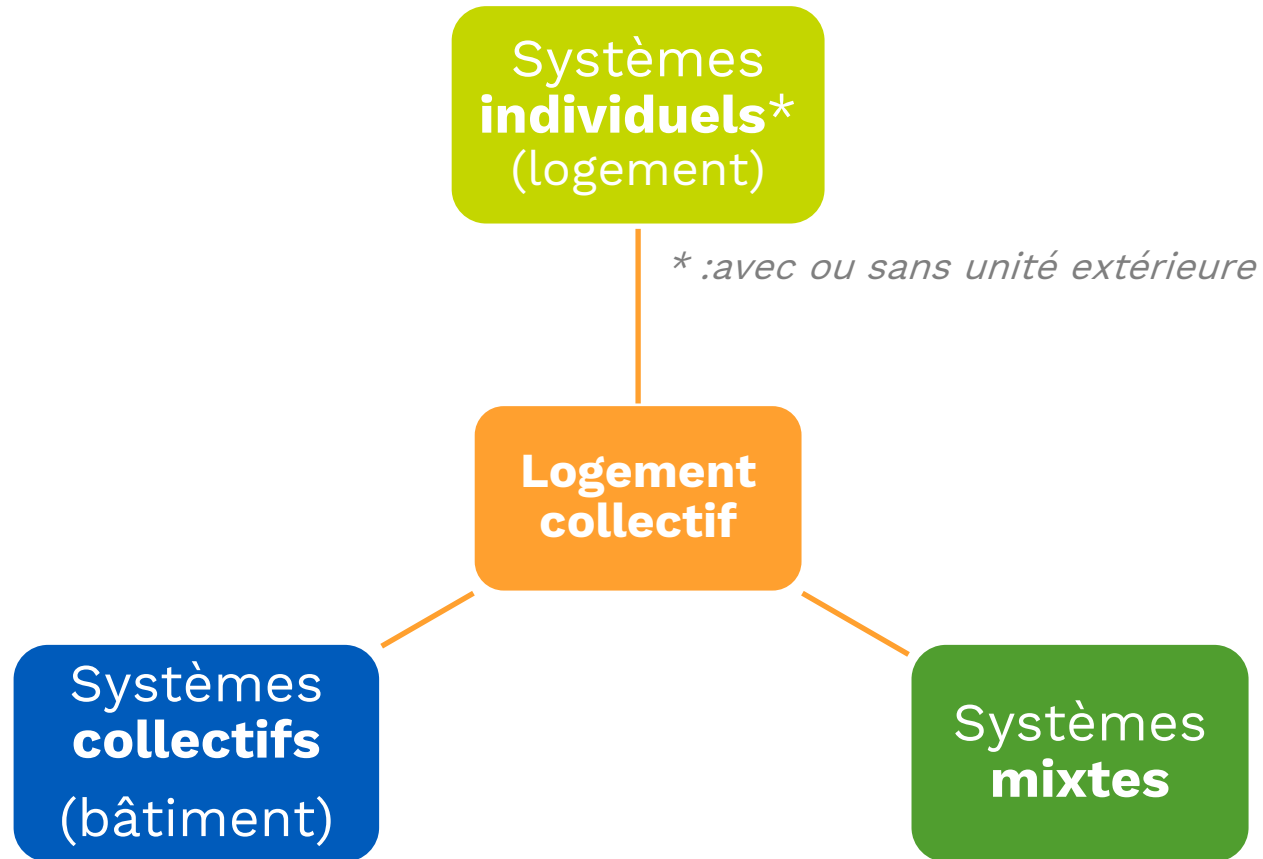 Systèmes
individuels*
(logement)
* :avec ou sans unité extérieure
Logement
collectif
Systèmes
collectifs
(bâtiment)
Systèmes
mixtes